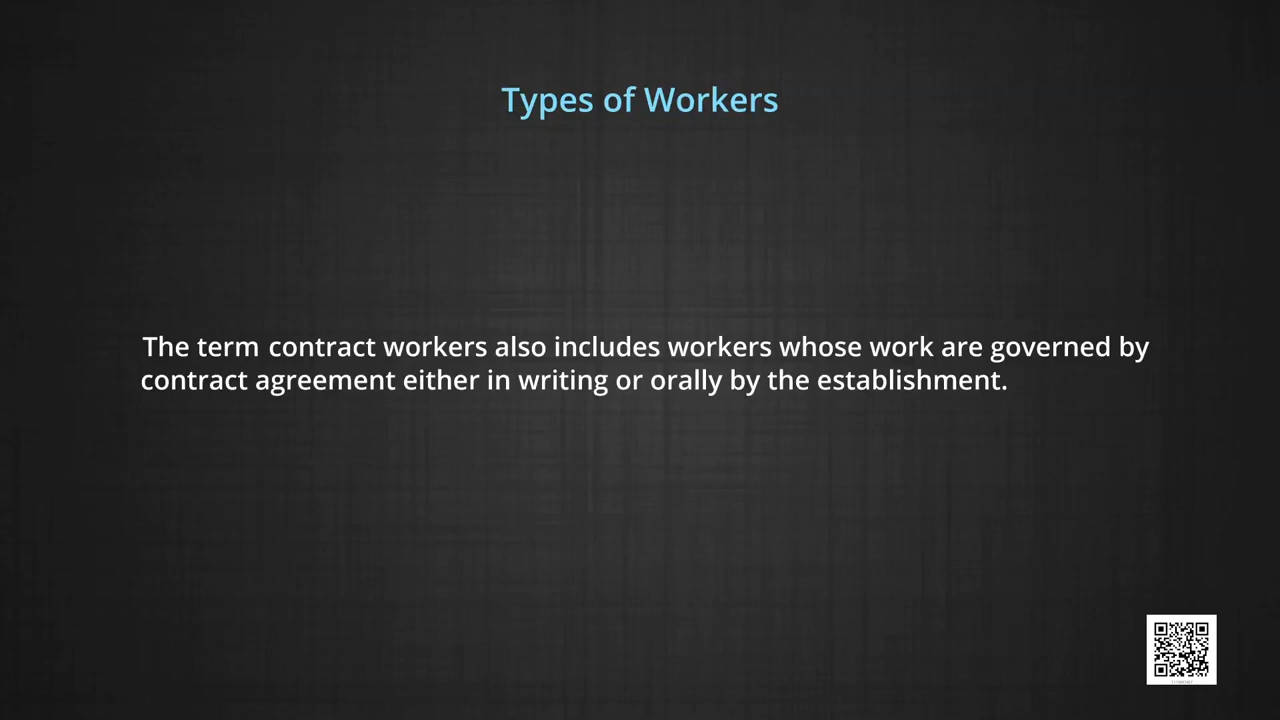 Types of Workers
The term contract workers also includes workers whose work are governed by
contract agreement either in writing or orally by the establishment.